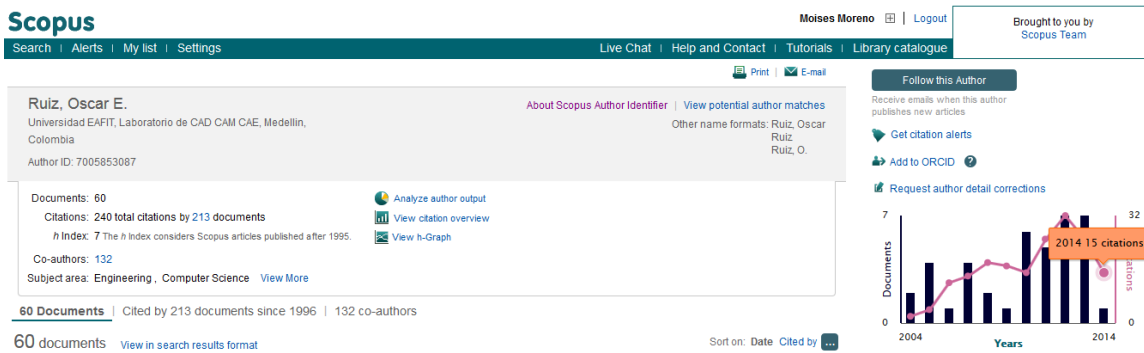 Scopus
Moises Moreno | Logout
Brought to you by
Scopus Team
Search | Alerts | My list | Settings
Live Chat | Help and Contact | Tutorials | Library catalogue
Print | E-mail
Follow this Author
Receive emails when this author
publishes new articles
Get citation alerts
Add to ORCID ?
Request author detail corrections
Ruiz, Oscar E.
Universidad EAFIT, Laboratorio de CAD CAM CAE, Medellin,
Colombia
Author ID: 7005853087
About Scopus Author Identifier | View potential author matches
Other name formats: Ruiz, Oscar
Ruiz
Ruiz, O.
Documents: 60
Citations: 240 total citations by 213 documents
h Index: 7 The h Index considers Scopus articles published after 1995.
Co-authors: 132
Subject area: Engineering , Computer Science View More
Analyze author output
View citation overview
View h-Graph
7
32
Documents
2014 15 citations
0
0
2004
Years
2014
60 Documents | Cited by 213 documents since 1996 | 132 co-authors
60 documents View in search results format
Sort on: Date Cited by ...